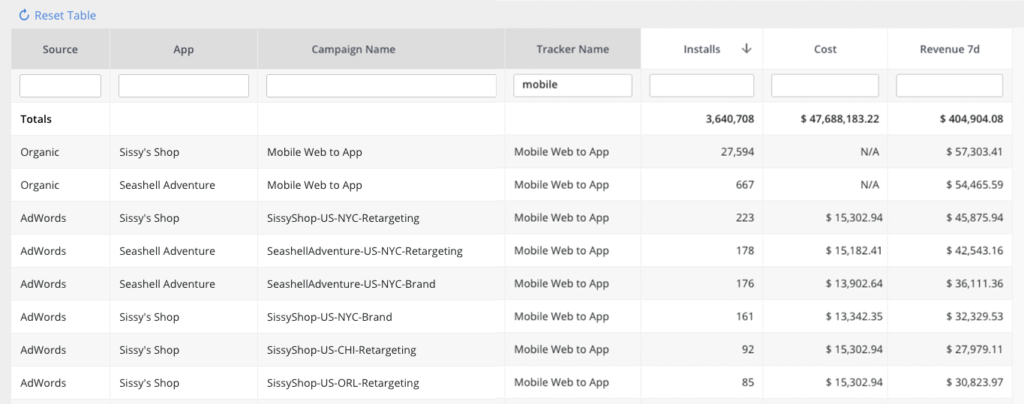 Reset Table
Source App Campaign Name Tracker Name Installs Cost Revenue 7d
mobile
Totals 3,640,708 $ 47,688,183.22 $ 404,904.08
Organic Sissy's Shop Mobile Web to App Mobile Web to App 27,594 N/A $ 57,303.41
Organic Seashell Adventure Mobile Web to App Mobile Web to App 667 N/A $ 54,465.59
AdWords Sissy's Shop SissyShop-US-NYC-Retargeting Mobile Web to App 223 $ 15,302.94 $ 45,875.94
AdWords Seashell Adventure SeashellAdventure-US-NYC-Retargeting Mobile Web to App 178 $ 15,182.41 $ 42,543.16
AdWords Seashell Adventure SeashellAdventure-US-NYC-Brand Mobile Web to App 176 $ 13,902.64 $ 36,111.36
AdWords Sissy's Shop SissyShop-US-NYC-Brand Mobile Web to App 161 $ 13,342.35 $ 32,329.53
AdWords Sissy's Shop SissyShop-US-CHI-Retargeting Mobile Web to App 92 $ 15,302.94 $ 27,979.11
AdWords Sissy's Shop SissyShop-US-ORL-Retargeting Mobile Web to App 85 $ 15,302.94 $ 30,823.97